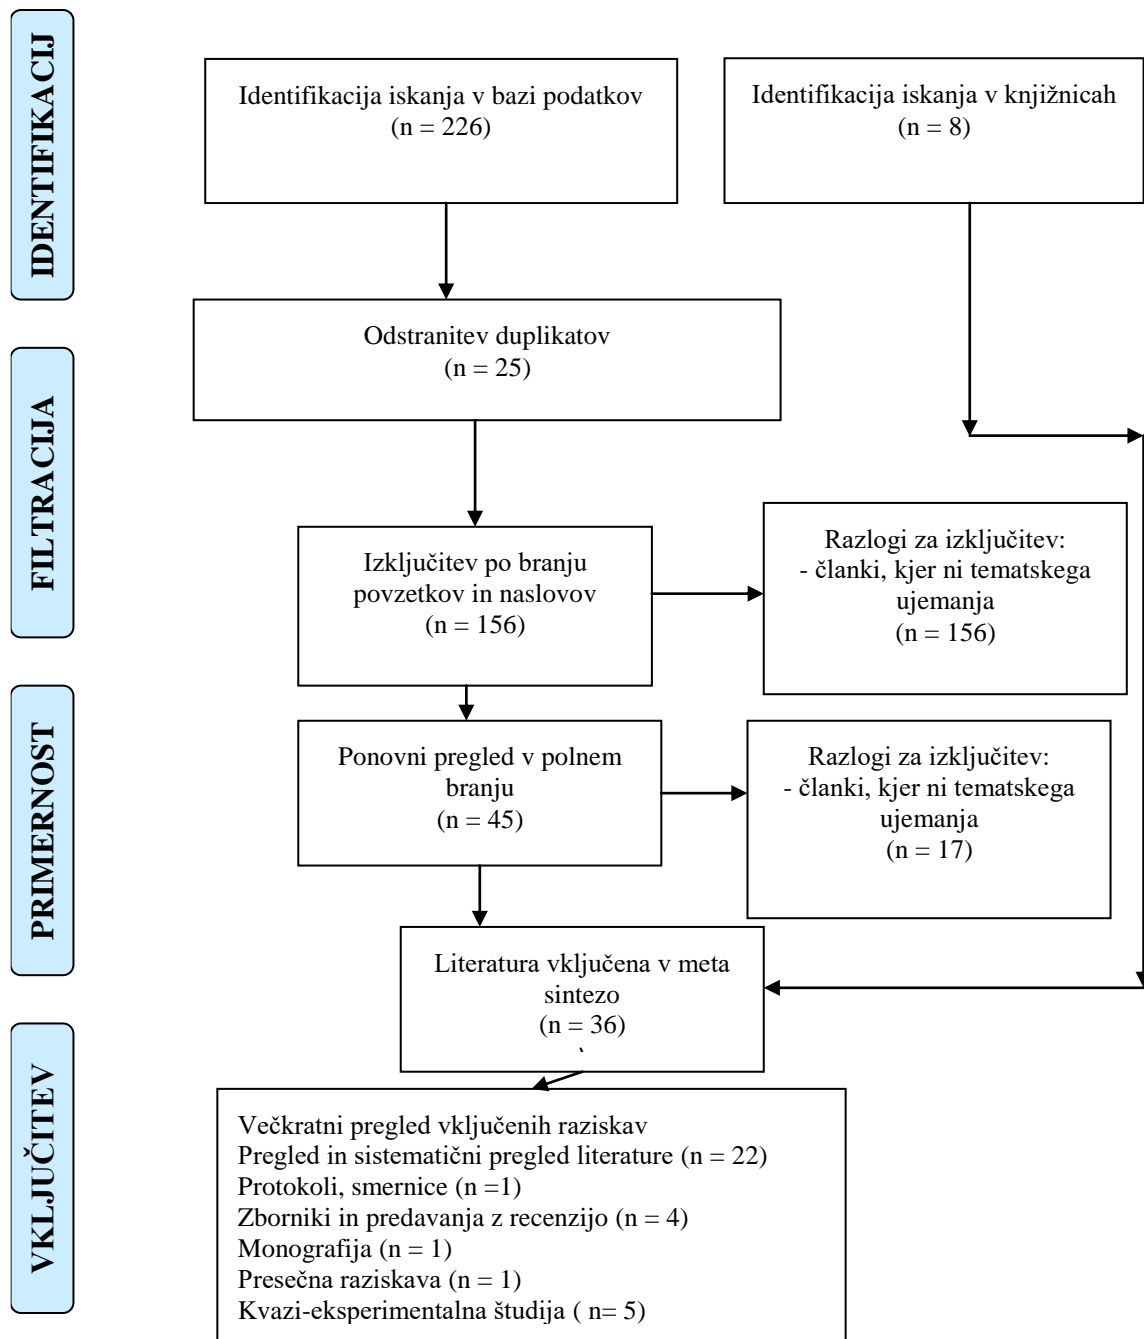 IDENTIFIKACIJ
Identifikacija iskanja v bazi podatkov
(n = 226)
Identifikacija iskanja v knjižnicah
(n = 8)
Odstranitev duplikatov
(n = 25)
FILTRACIJA
Izključitev po branju
povzetkov in naslovov
(n = 156)
Razlogi za izključitev:
- članki, kjer ni tematskega
ujemanja
(n = 156)
PRIMERNOST
Ponovni pregled v polnem
branju
(n = 45)
Razlogi za izključitev:
- članki, kjer ni tematskega
ujemanja
(n = 17)
Literatura vključena v meta
sintezo
(n = 36)
VKLJUČITEV
Večkratni pregled vključenih raziskav
Pregled in sistematični pregled literature (n = 22)
Protokoli, smernice (n =1)
Zborniki in predavanja z recenzijo (n = 4)
Monografija (n = 1)
Presečna raziskava (n = 1)
Kvazi-eksperimentalna študija ( n= 5)